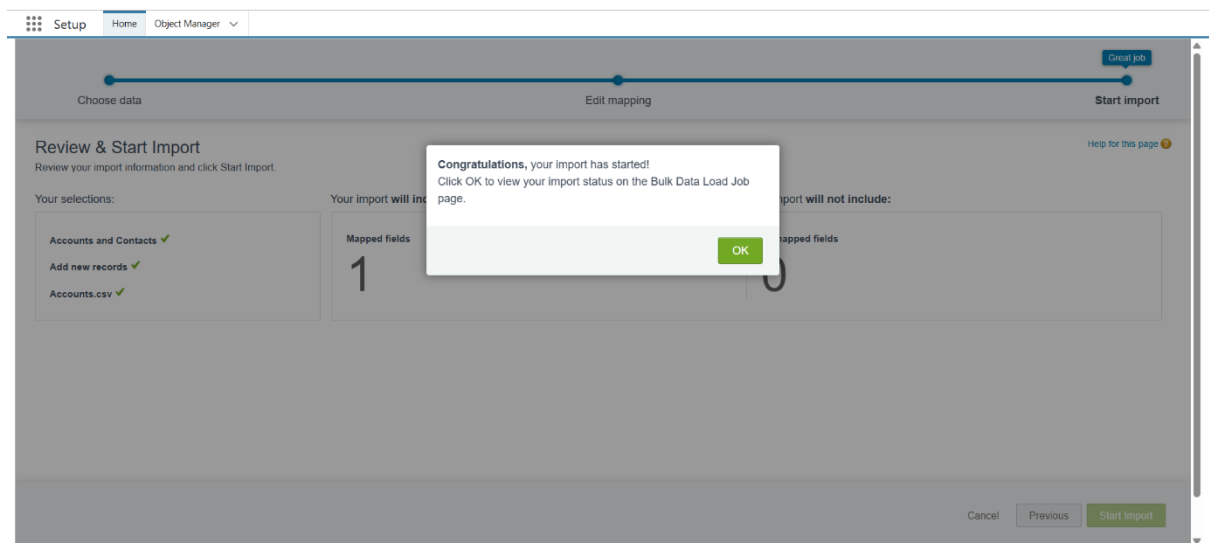 Setup Home Object Manager
Great job
Choose data Edit mapping Start import
Review & Start Import
Help for this page
Review your import information and click Start Import.
Your selections:
Your import will inc
port will not include:
Accounts and Contacts
Add new records
Accounts.csv
Mapped fields
1
apped fields
0
Congratulations, your import has started!
Click OK to view your import status on the Bulk Data Load Job
page.
OK
Cancel Previous Start Import